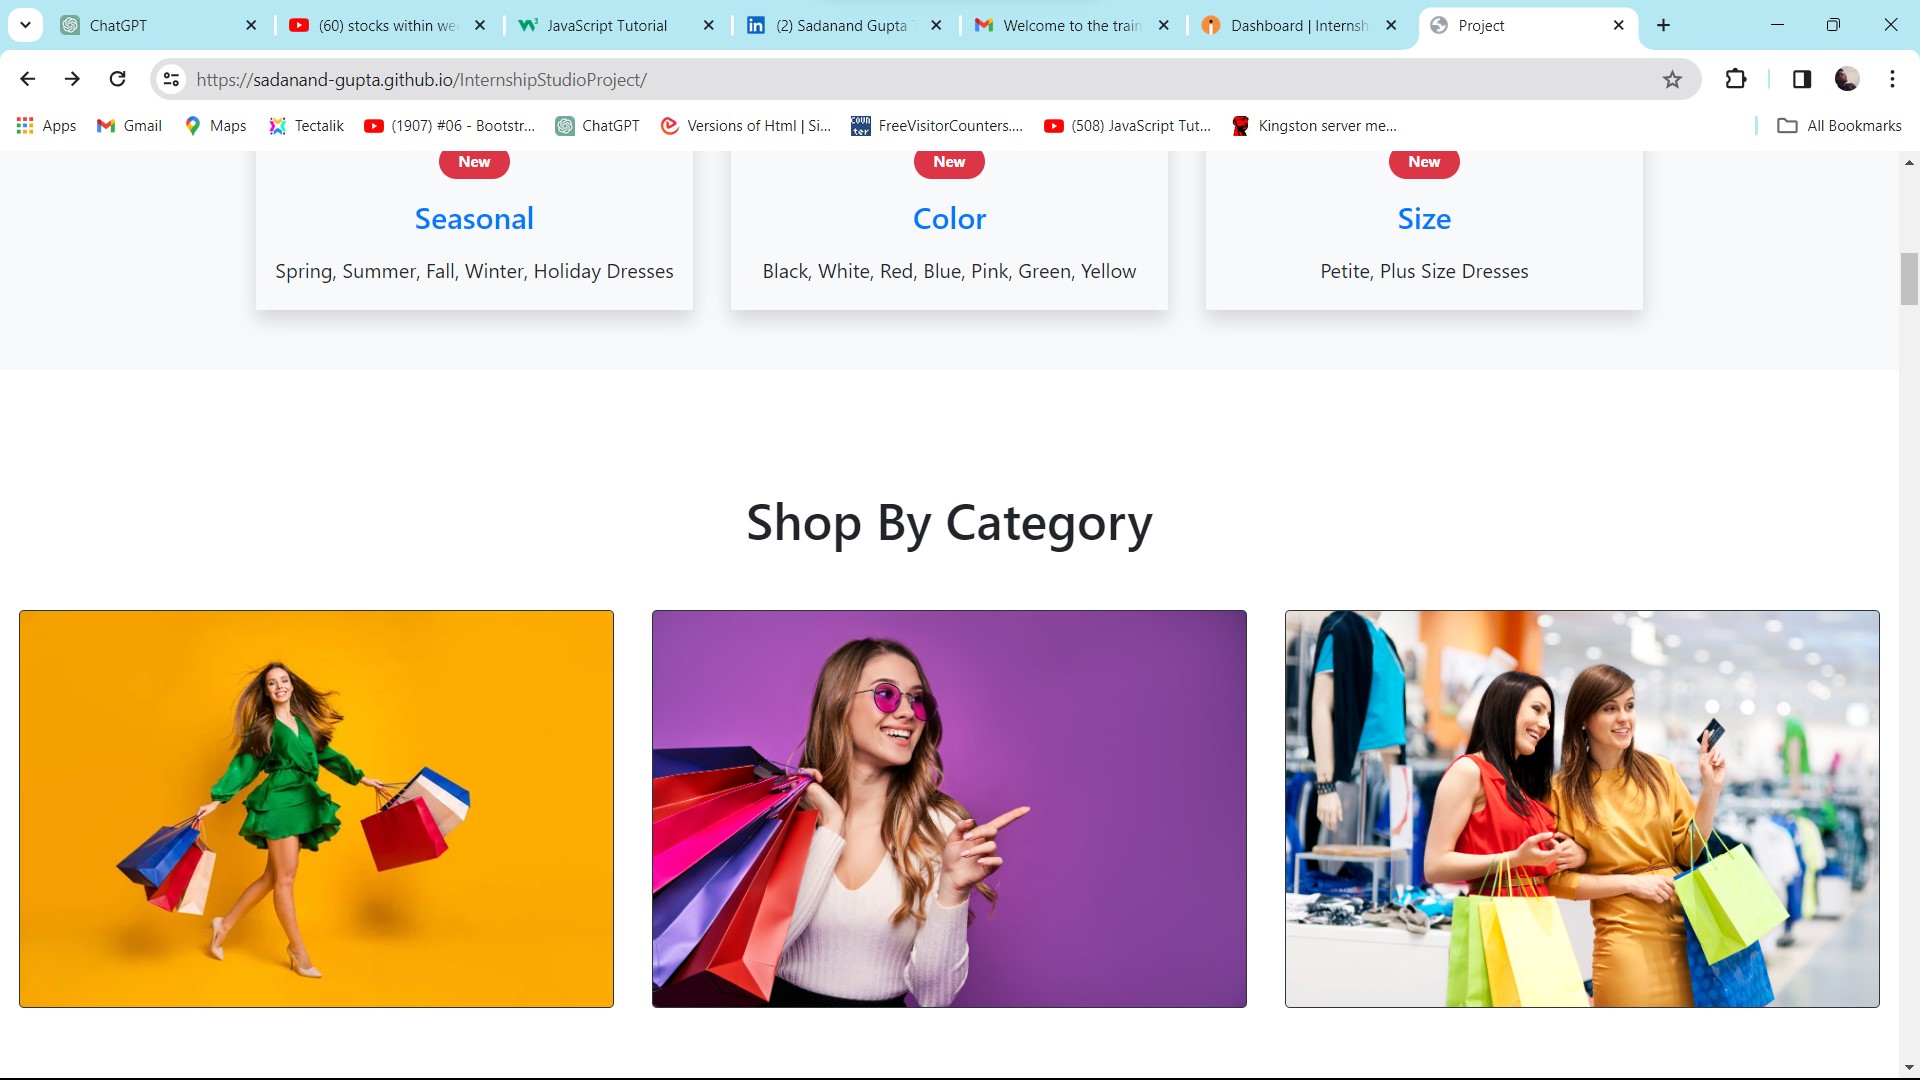 ChatGPT
(60) stocks within we
JavaScript Tutorial
(2) Sadanand Gupta
Welcome to the train
Dashboard | Internsh
Project
https://sadanand-gupta.github.io/InternshipStudioProject/
Apps
Gmail
Maps
Tectalik
(1907) #06 - Bootstr...
ChatGPT
Versions of Html | Si...
FreeVisitorCounters....
(508) JavaScript Tut...
Kingston server me...
All Bookmarks
New
New
New
Seasonal
Color
Size
Spring, Summer, Fall, Winter, Holiday Dresses
Black, White, Red, Blue, Pink, Green, Yellow
Petite, Plus Size Dresses
Shop By Category